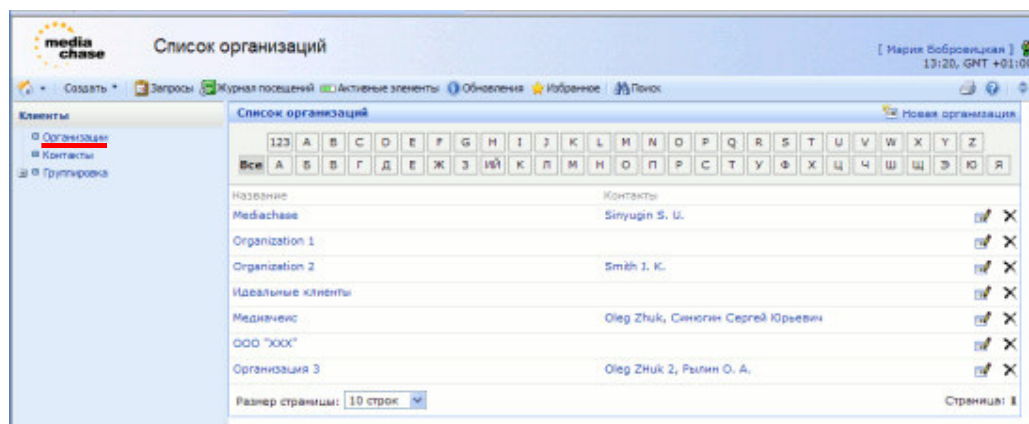 media chase
Список организаций
[ Мария Бобровицкая ]
13:20, GMT +01:00
Создать
Запросы Журнал посещений Активные элементы Обновления Избранное Поиск
Клиенты
Организации
Контакты
Группировка
Список организаций
Новая организация
123 A B C D E F G H I J K L M N O P Q R S T U V W X Y Z
Все А Б В Г Д Е Ж З ИЙ К Л М Н О П Р С Т У Ф Х Ц Ч Ш Щ Э Ю Я
Название Контакты
Mediachase Sinyugin S. U.
Organization 1
Organization 2 Smith J. K.
Идеальные клиенты
Медиачейс Oleg Zhuk, Синюгин Сергей Юрьевич
ООО "ХХХ"
Организация 3 Oleg ZHuk 2, Рылин О. А.
Размер страницы: 10 строк Страница: 1